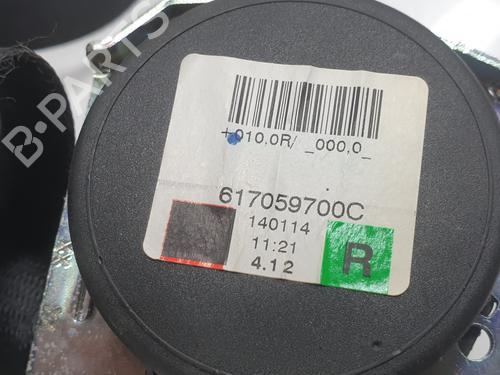 B-PARTS
+010,0R/ _000,0_
617059700C
140114
11:21
4.12
R